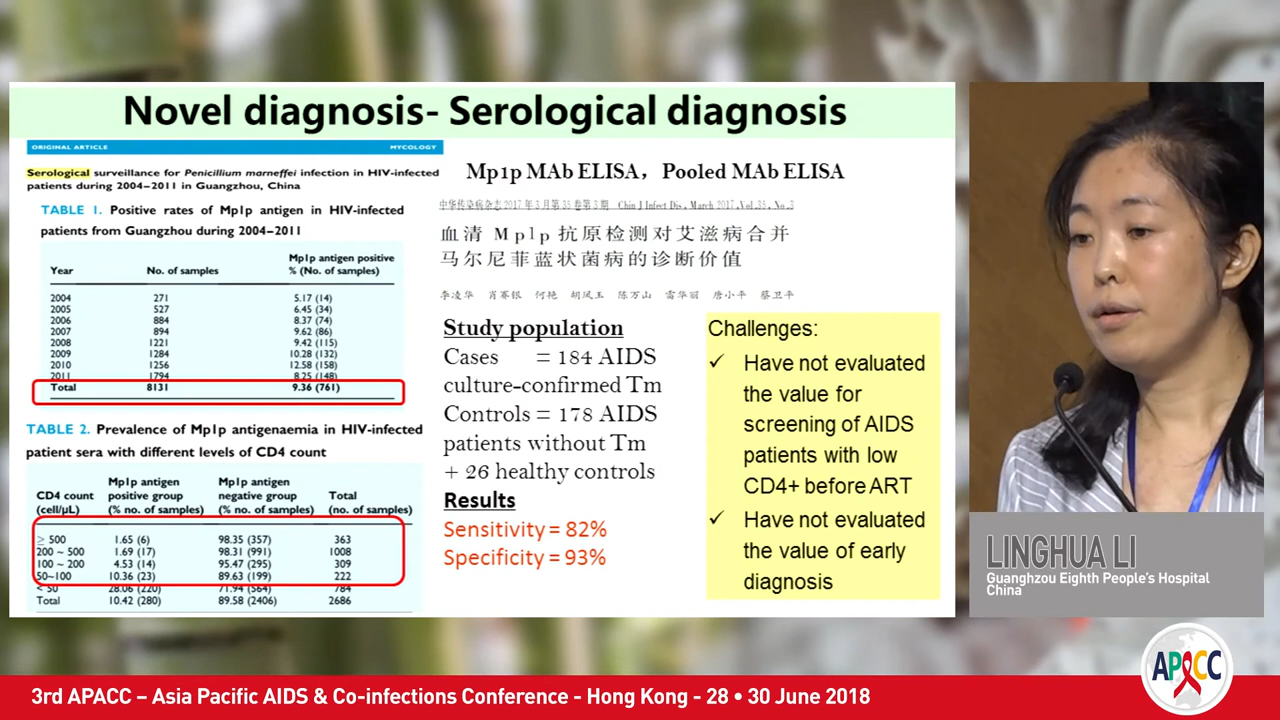 Novel diagnosis- Serological diagnosis
ORIGINAL ARTICLE MYCOLOGY
Serological surveillance for Penicillium marneffei infection in HIV-infected
patients during 2004–2011 in Guangzhou, China
TABLE 1. Positive rates of Mp1p antigen in HIV-infected
patients from Guangzhou during 2004–2011
Year No. of samples Mp1p antigen positive % (No. of samples)
2004 271 5.17 (14)
2005 527 6.45 (34)
2006 884 8.37 (74)
2007 894 9.62 (86)
2008 1221 9.42 (115)
2009 1284 10.28 (132)
2010 1256 12.58 (158)
2011 1794 8.25 (148)
Total 8131 9.36 (761)
TABLE 2. Prevalence of Mp1p antigenaemia in HIV-infected
patient sera with different levels of CD4 count
CD4 count (cell/μL) Mp1p antigen positive group (% no. of samples) Mp1p antigen negative group (% no. of samples) Total (no. of samples)
≥ 500 1.65 (6) 98.35 (357) 363
200 ~ 500 1.69 (17) 98.31 (991) 1008
100 ~ 200 4.53 (14) 95.47 (295) 309
50~100 10.36 (23) 89.63 (199) 222
< 50 28.06 (220) 71.94 (564) 784
Total 10.42 (280) 89.58 (2406) 2686
Mp1p MAb ELISA, Pooled MAb ELISA
中华传染病杂志 2017 年 3 月第 35 卷第 3 期 Chin J Infect Dis, March 2017, Vol. 35, No. 3
血清 Mp1p 抗原检测对艾滋病合并
马尔尼菲蓝状菌病的诊断价值
李凌华 肖赛银 何艳 胡凤玉 陈万山 雷华丽 唐小平 蔡卫平
Study population
Cases = 184 AIDS
culture-confirmed Tm
Controls = 178 AIDS
patients without Tm
+ 26 healthy controls
Results
Sensitivity = 82%
Specificity = 93%
Challenges:
✓ Have not evaluated
the value for
screening of AIDS
patients with low
CD4+ before ART
✓ Have not evaluated
the value of early
diagnosis
LINGHUA LI
Guanghzou Eighth People's Hospital
China
APACC
3rd APACC – Asia Pacific AIDS & Co-infections Conference - Hong Kong - 28 • 30 June 2018